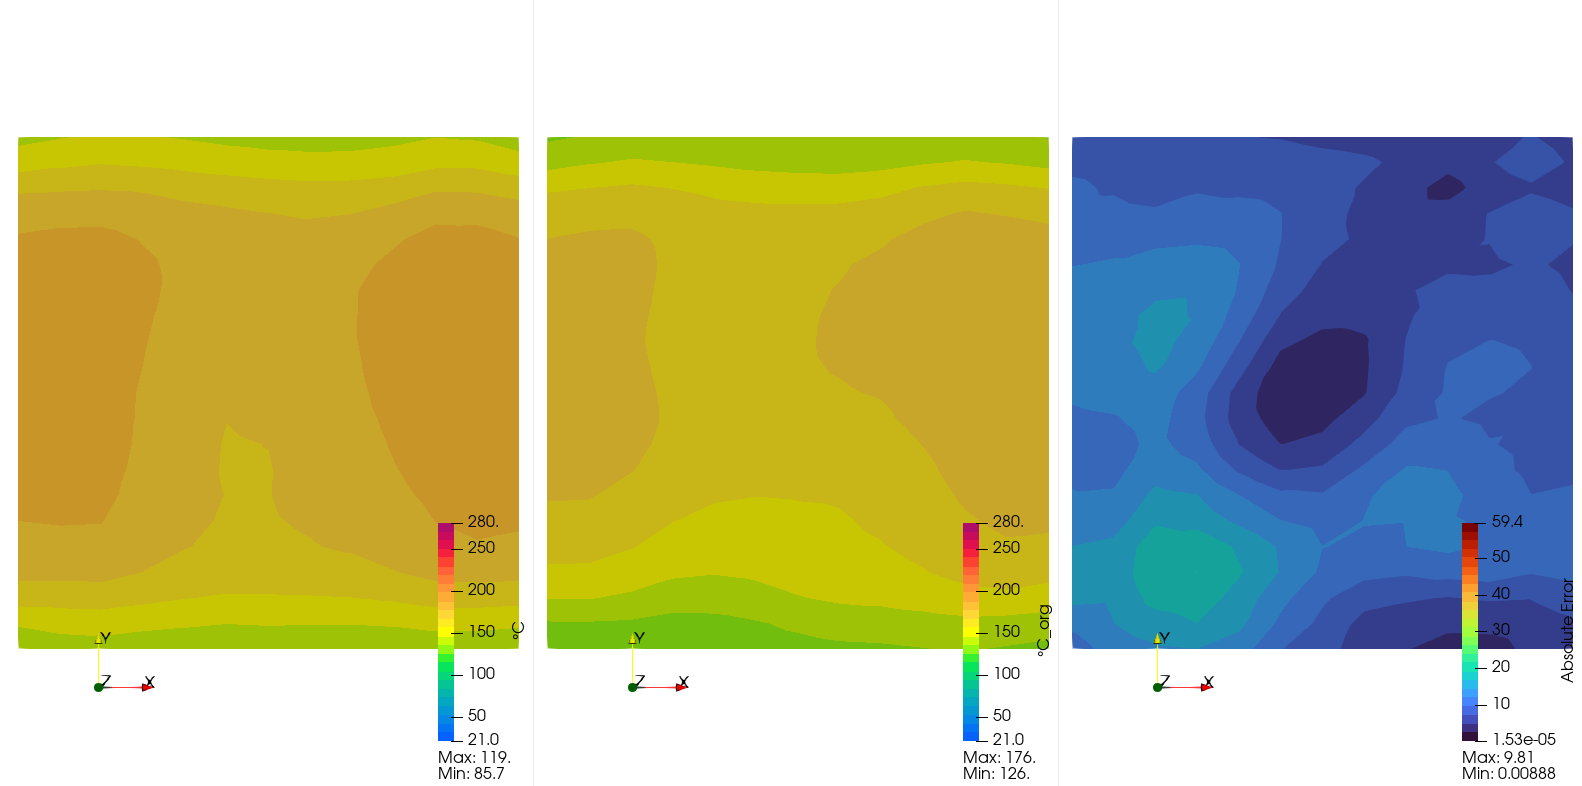 280.
250
200
150
100
50
21.0
°C
Max: 119.
Min: 85.7
Y
Z
X
280.
250
200
150
100
50
21.0
°C_org
Max: 176.
Min: 126.
Y
Z
X
59.4
50
40
30
20
10
1.53e-05
Absolute Error
Max: 9.81
Min: 0.00888
Y
Z
X